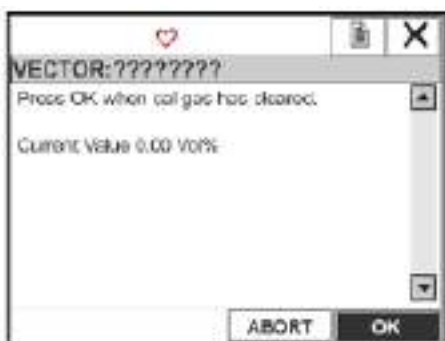 VECTOR:????????
Press OK when cal gas has cleared.
Current Value 0.00 Vol%
ABORT
OK